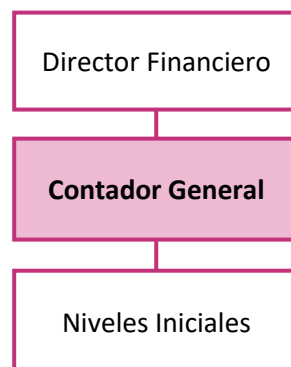 Director Financiero
Contador General
Niveles Iniciales